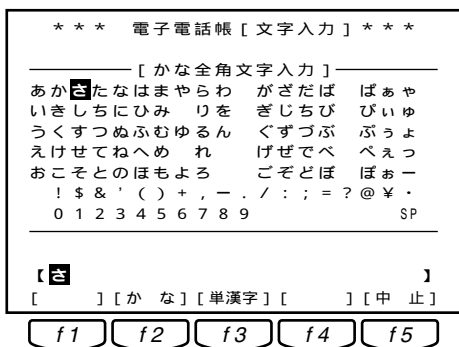 ＊＊＊ 電子電話帳［文字入力］＊＊＊
［かな全角文字入力］
あかさたなはまやらわ がざだば ぱぁゃ
いきしちにひみ りを ぎじちび ぴぃゅ
うくすつぬふむゆるん ぐずづぶ ぷぅょ
えけせてねへめ れ げぜでべ ぺぇっ
おこそとのほもよろ ごぞどぼ ぽぉー
！＄＆’（）＋，－．／：；＝？＠￥・
０１２３４５６７８９ SP
【さ 】
［ ］［か な］［単漢字］［ ］［中 止］
f1 f2 f3 f4 f5